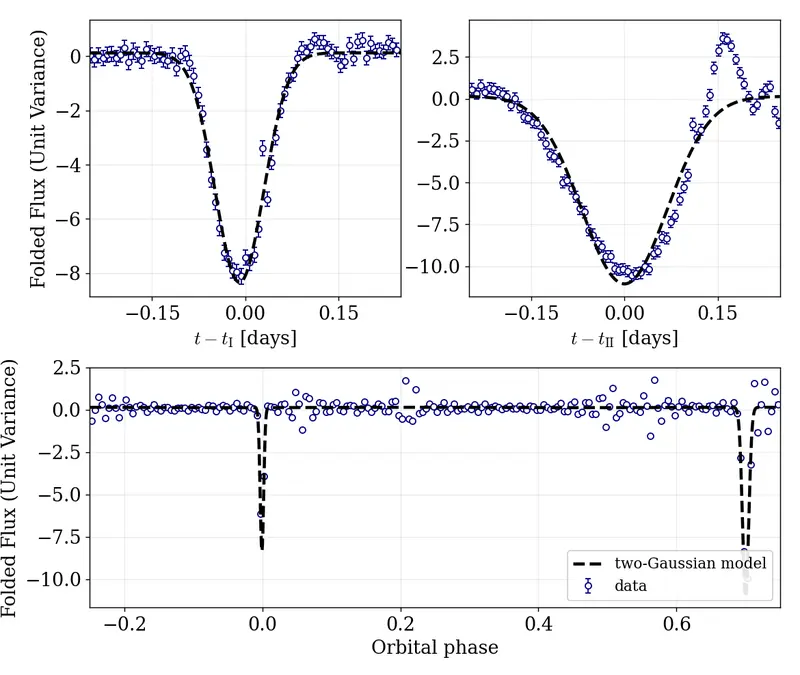 Folded Flux (Unit Variance)
0
−2
−4
−6
−8
−0.15 0.00 0.15
t − tI [days]
2.5
0.0
−2.5
−5.0
−7.5
−10.0
−0.15 0.00 0.15
t − tII [days]
Folded Flux (Unit Variance)
2.5
0.0
−2.5
−5.0
−7.5
−10.0
two-Gaussian model
data
−0.2 0.0 0.2 0.4 0.6
Orbital phase